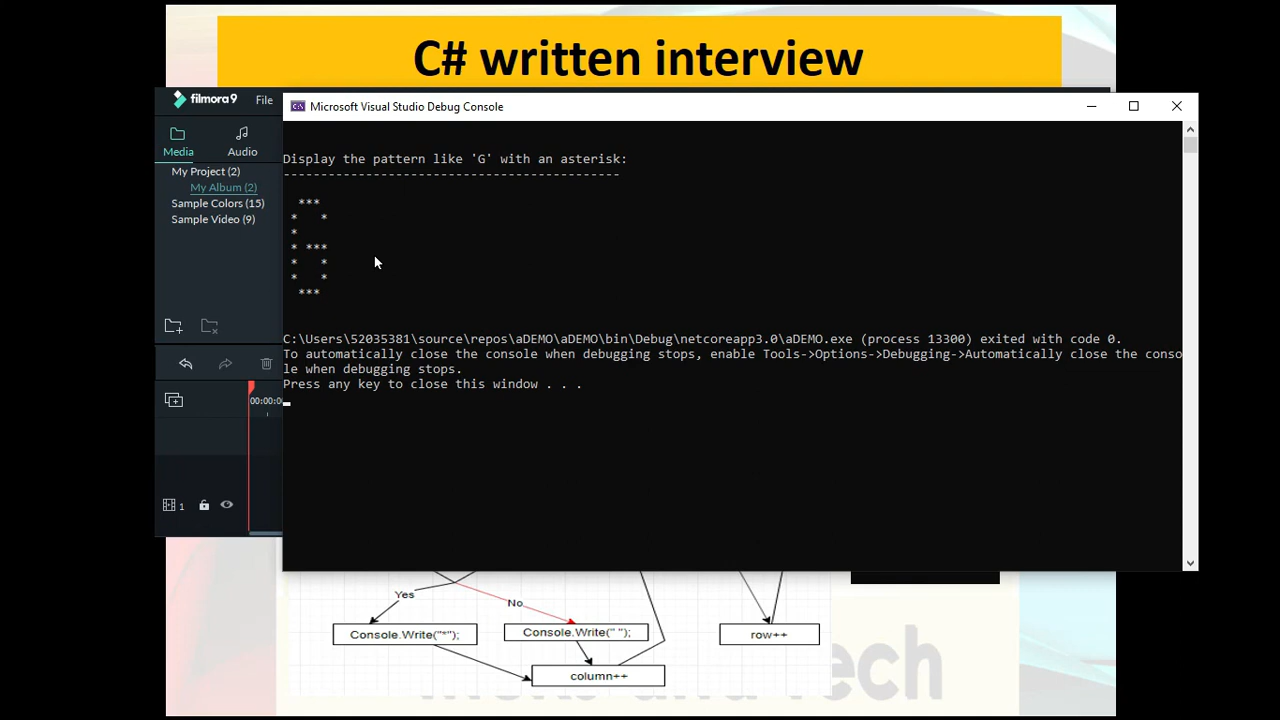 C# written interview
filmora9 File
Microsoft Visual Studio Debug Console
Media Audio
My Project (2)
My Album (2)
Sample Colors (15)
Sample Video (9)
Display the pattern like 'G' with an asterisk:
---------------------------------------------
  ***
 *   *
 *
 * ***
 *   *
 *   *
  ***
C:\Users\52035381\source\repos\aDEMO\aDEMO\bin\Debug\netcoreapp3.0\aDEMO.exe (process 13300) exited with code 0.
To automatically close the console when debugging stops, enable Tools->Options->Debugging->Automatically close the conso
le when debugging stops.
Press any key to close this window . . .
00:00:0
1
Yes
No
Console.Write("*");
Console.Write(" ");
row++
column++